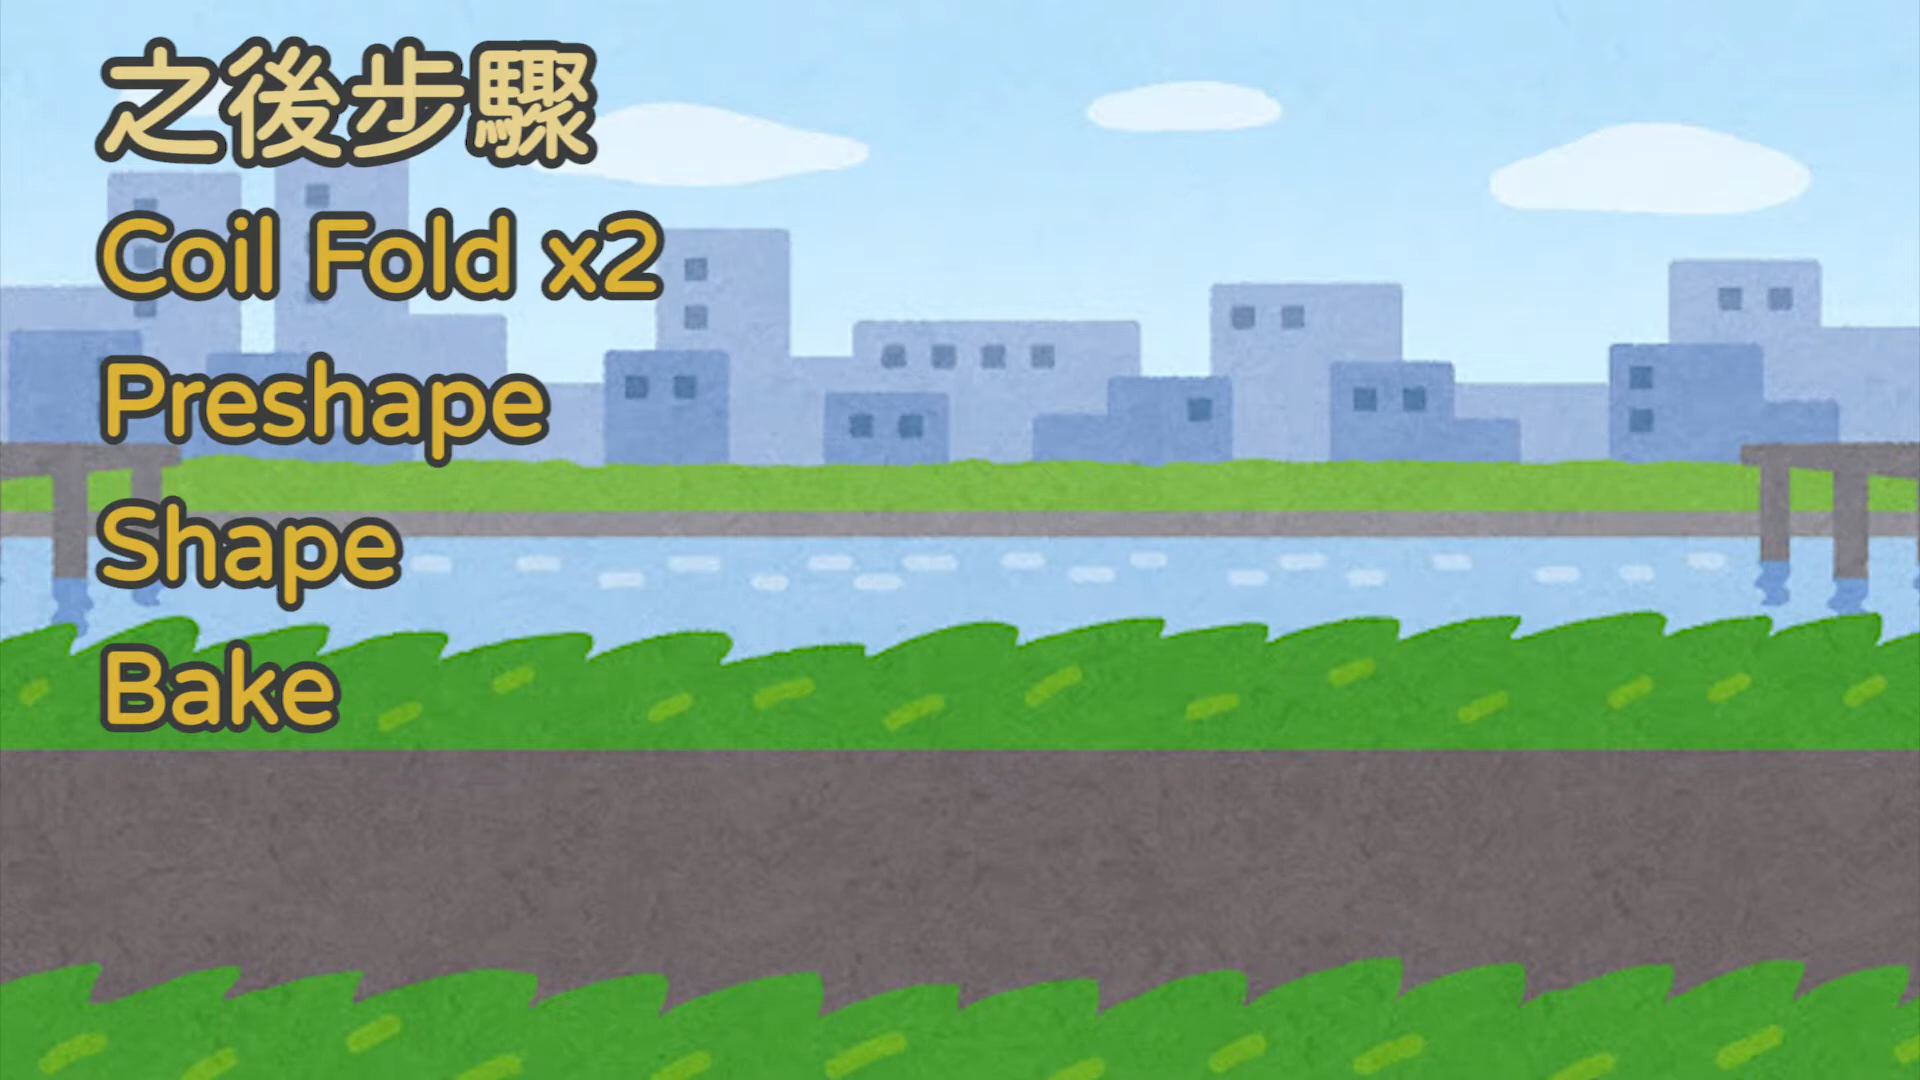 之後步驟
Coil Fold x2
Preshape
Shape
Bake